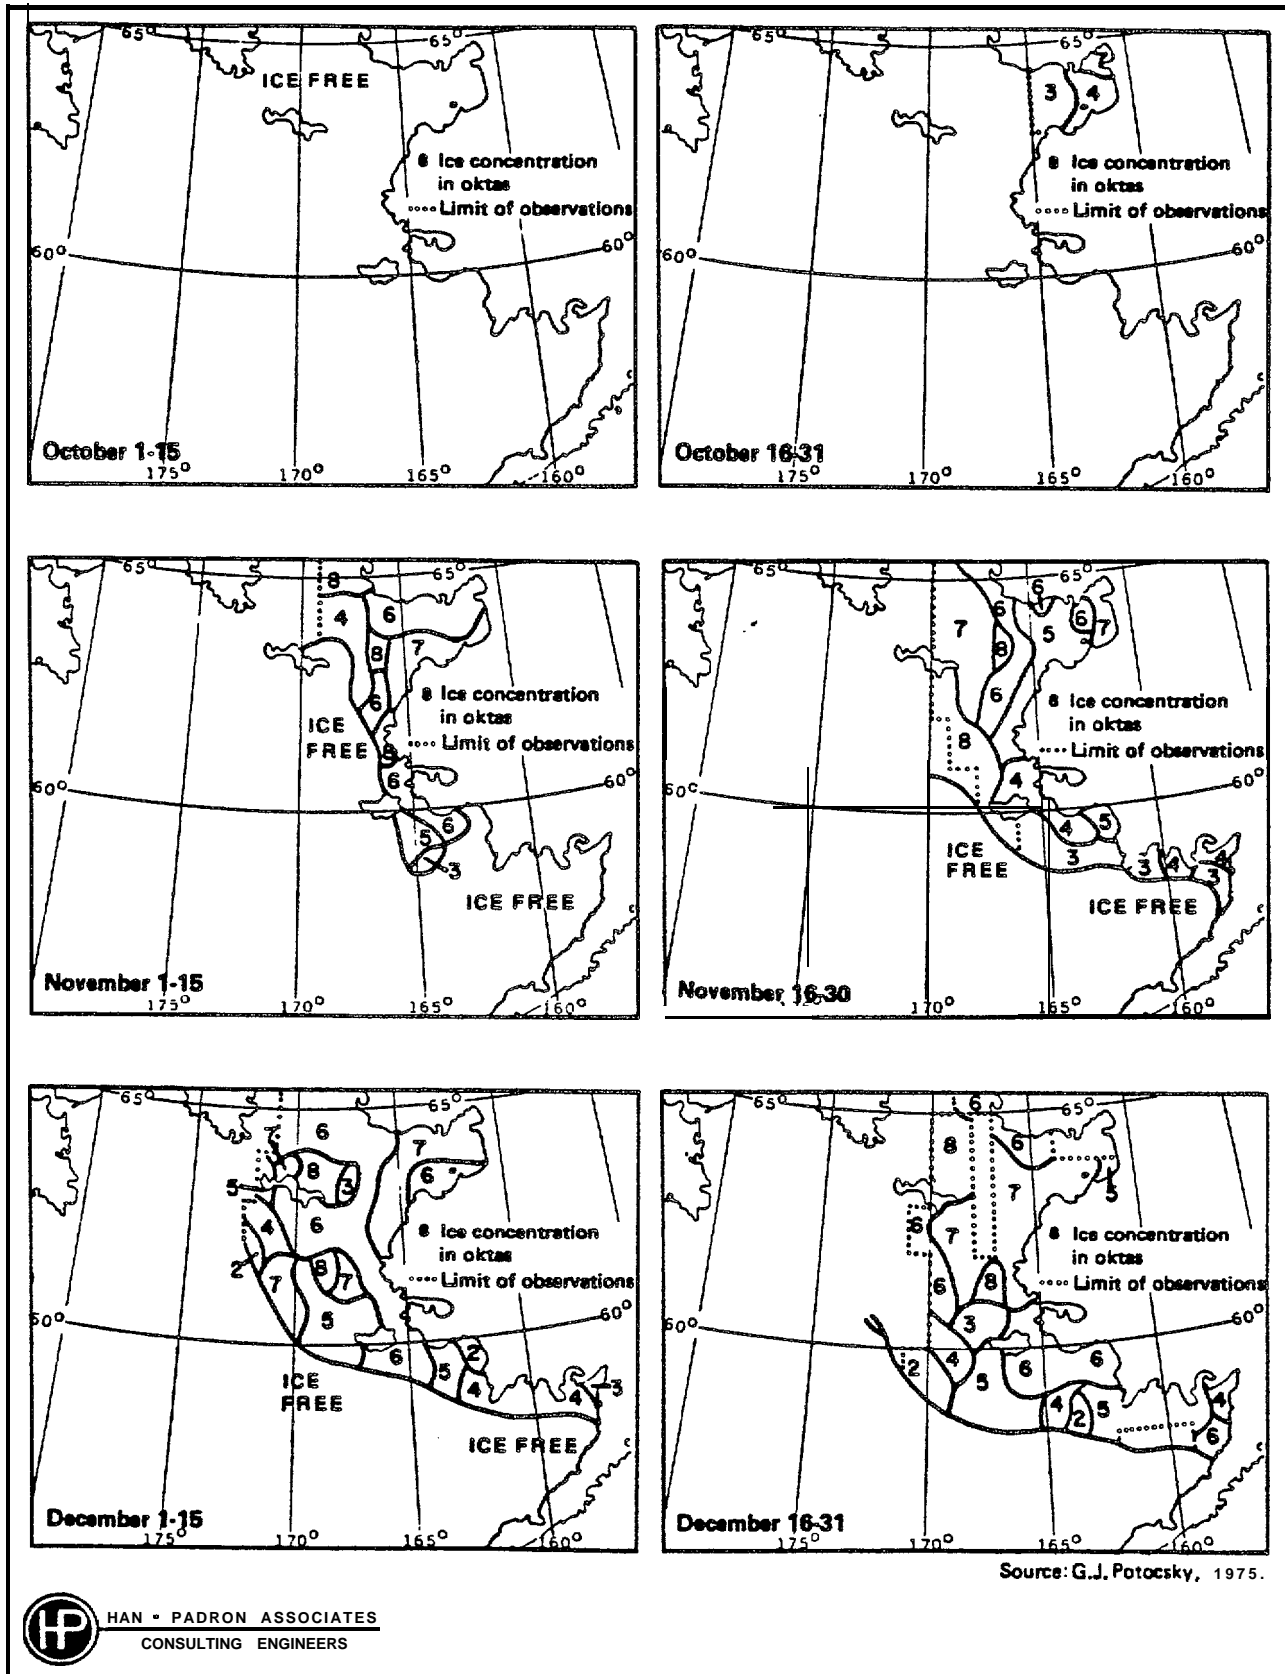 65° 65°
ICE FREE
8 Ice concentration
in oktas
Limit of observations
60° 60°
October 1-15
175° 170° 165° 160°
65° 65°
2
3 4
8 Ice concentration
in oktas
Limit of observations
60° 60°
October 16-31
175° 170° 165° 160°
65° 65°
8
4 6
8 7
6
8 Ice concentration
in oktas
Limit of observations
ICE
FREE
8
6
60° 60°
6
5
3
ICE FREE
November 1-15
175° 170° 165° 160°
65° 65°
6
6 6
7 5 7
8
6
6 Ice concentration
in oktas
Limit of observations
8
4
60° 60°
4 5
ICE
FREE
3 3 4 4
3
ICE FREE
November 16-30
170° 165° 160°
65° 65°
7 6 7
8 3 6
5
4 6
8 Ice concentration
in oktas
Limit of observations
2 7 8 7
5
60° 60°
6 5 2
4 4 3
ICE
FREE
ICE FREE
December 1-15
175° 170° 165° 160°
65° 65°
6
8 6
7 5
6 7
8 Ice concentration
in oktas
Limit of observations
6 8
3
60° 60°
2 4 5 6 6
4 2 5 4
6
December 16-31
175° 170° 165° 160°
Source: G.J. Potocsky, 1975.
HP
HAN - PADRON ASSOCIATES
CONSULTING ENGINEERS